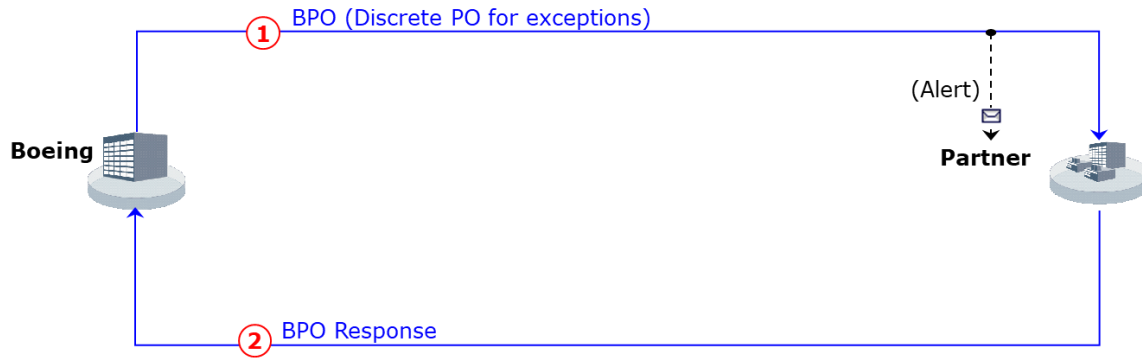 BPO (Discrete PO for exceptions)
1
(Alert)
Boeing
Partner
BPO Response
2